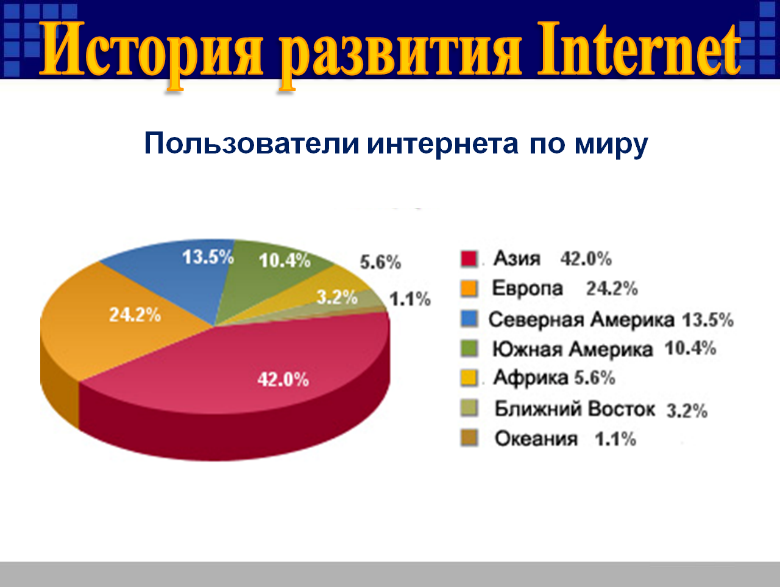 История развития Internet
Пользователи интернета по миру
13.5%
10.4%
5.6%
3.2%
1.1%
24.2%
42.0%
Азия 42.0%
Европа 24.2%
Северная Америка 13.5%
Южная Америка 10.4%
Африка 5.6%
Ближний Восток 3.2%
Океания 1.1%